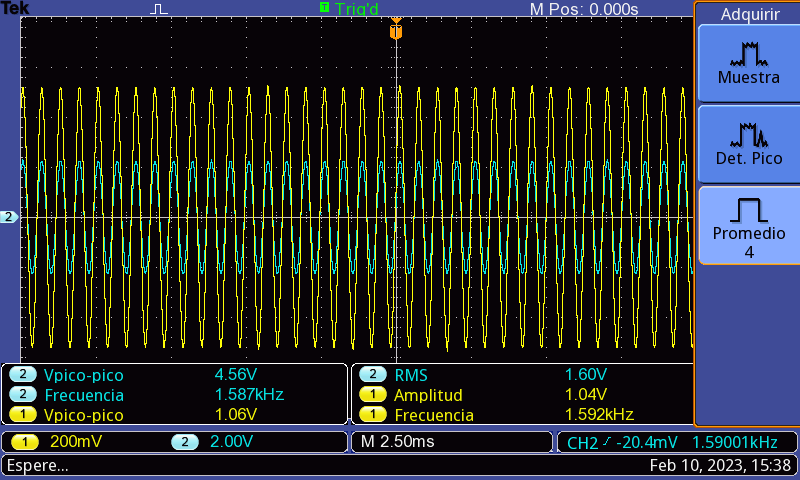 Tek T Trig'd M Pos: 0.000s
Adquirir
T
Muestra
Det. Pico
2
Promedio
4
2 Vpico-pico 4.56V 2 RMS 1.60V
2 Frecuencia 1.587kHz 1 Amplitud 1.04V
1 Vpico-pico 1.06V 1 Frecuencia 1.592kHz
1 200mV 2 2.00V M 2.50ms CH2 -20.4mV 1.59001kHz
Espere... Feb 10, 2023, 15:38